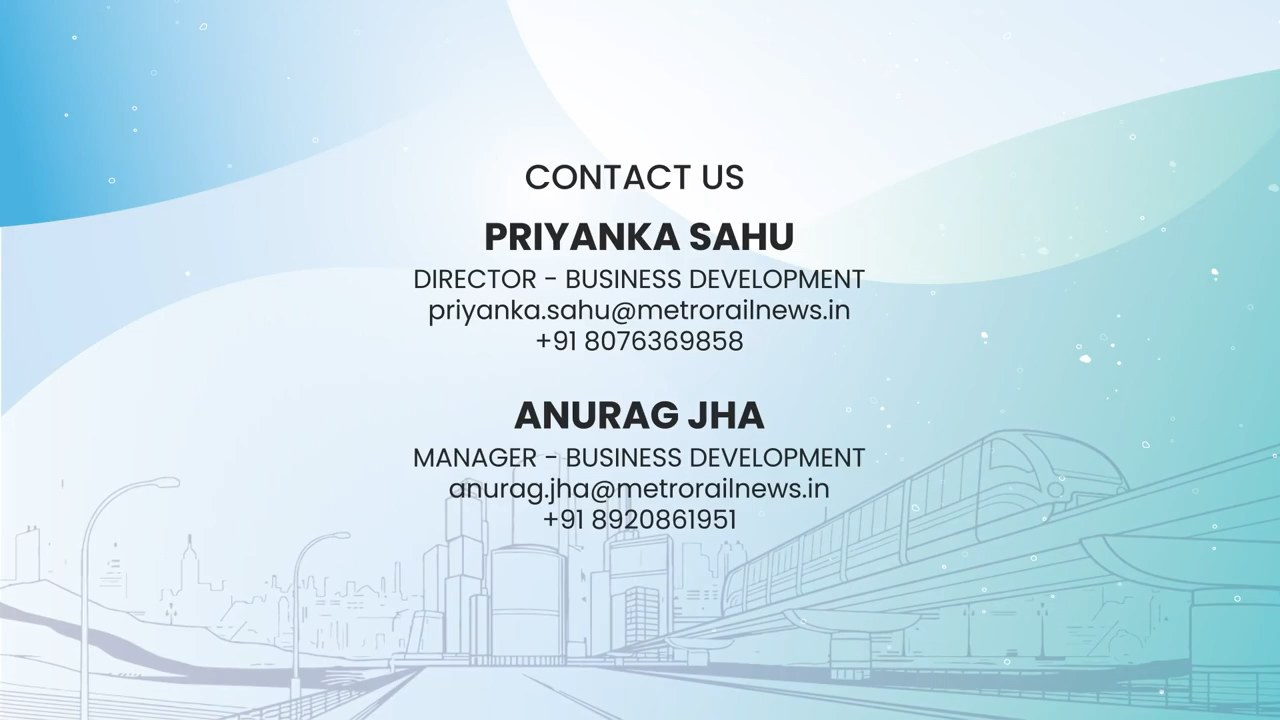 CONTACT US
PRIYANKA SAHU
DIRECTOR - BUSINESS DEVELOPMENT
priyanka.sahu@metrorailnews.in
+91 8076369858
ANURAG JHA
MANAGER - BUSINESS DEVELOPMENT
anurag.jha@metrorailnews.in
+91 8920861951